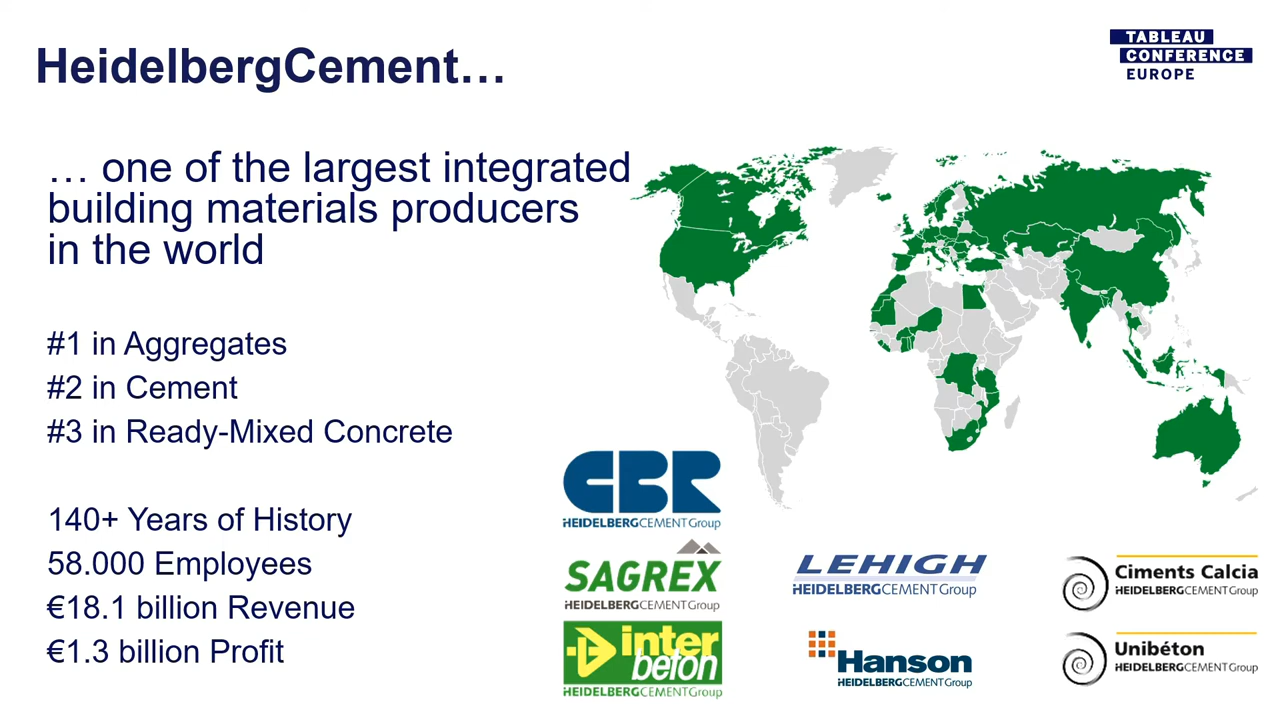 HeidelbergCement…
TABLEAU
CONFERENCE
EUROPE
… one of the largest integrated
building materials producers
in the world
#1 in Aggregates
#2 in Cement
#3 in Ready-Mixed Concrete
140+ Years of History
58.000 Employees
€18.1 billion Revenue
€1.3 billion Profit
CBR
HEIDELBERGCEMENT Group
SAGREX
HEIDELBERGCEMENT Group
inter
beton
HEIDELBERGCEMENT Group
LEHIGH
HEIDELBERGCEMENT Group
Hanson
HEIDELBERGCEMENT Group
Ciments Calcia
HEIDELBERGCEMENT Group
Unibéton
HEIDELBERGCEMENT Group